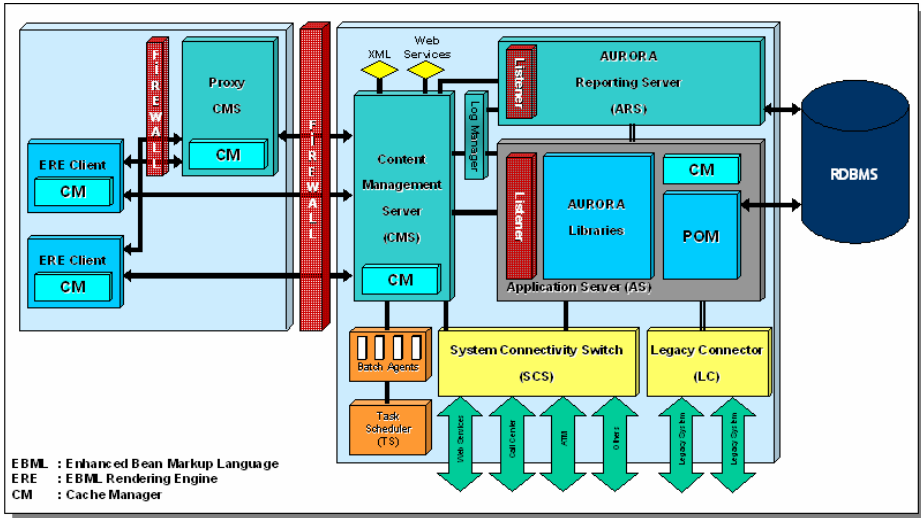 FIREWALL
Proxy
CMS
CM
ERE Client
CM
ERE Client
CM
FIREWALL
XML
Web
Services
Content
Management
Server
(CMS)
CM
Log Manager
Listener
AURORA
Reporting Server
(ARS)
Listener
AURORA
Libraries
CM
POM
Application Server (AS)
RDBMS
Batch Agents
Task
Scheduler
(TS)
System Connectivity Switch
(SCS)
Legacy Connector
(LC)
Web Services
Call Center
ATM
Others
Legacy System
Legacy System
EBML : Enhanced Bean Markup Language
ERE : EBML Rendering Engine
CM : Cache Manager